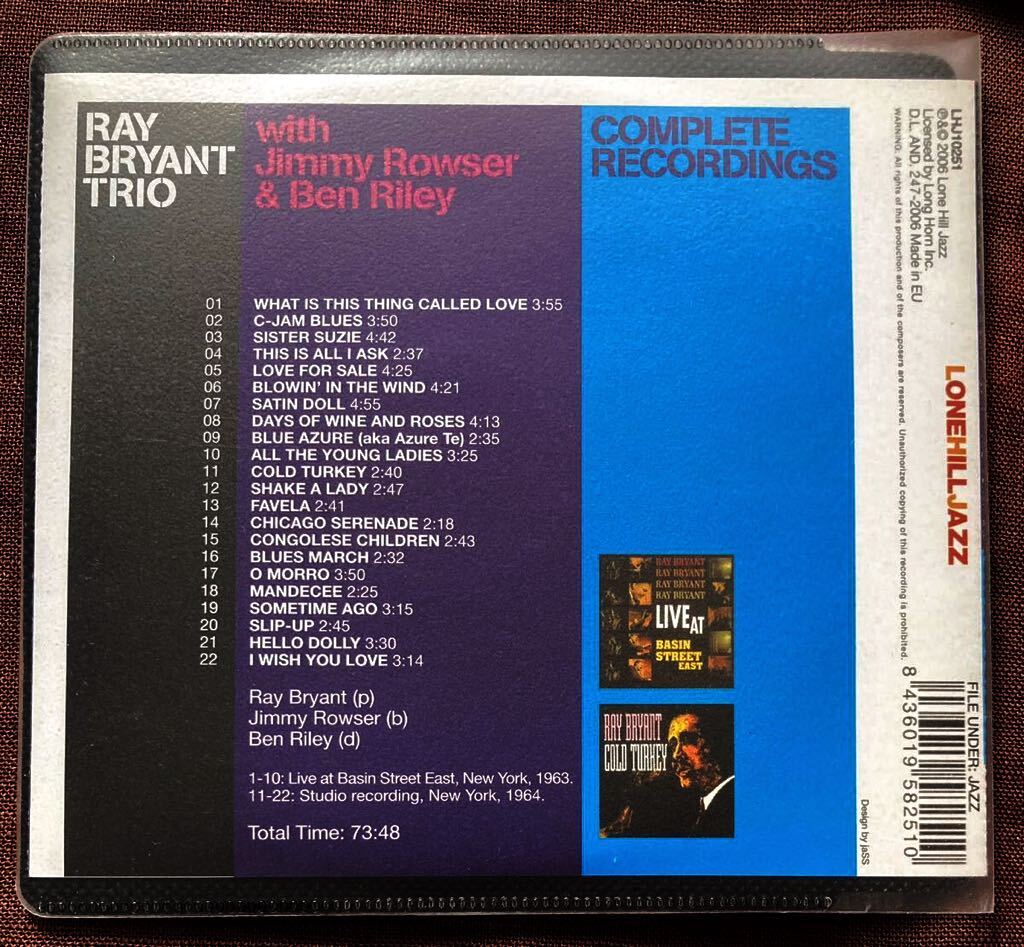 RAY
BRYANT
TRIO
with
Jimmy Rowser
& Ben Riley
COMPLETE
RECORDINGS
01 WHAT IS THIS THING CALLED LOVE 3:55
02 C-JAM BLUES 3:50
03 SISTER SUZIE 4:42
04 THIS IS ALL I ASK 2:37
05 LOVE FOR SALE 4:25
06 BLOWIN' IN THE WIND 4:21
07 SATIN DOLL 4:55
08 DAYS OF WINE AND ROSES 4:13
09 BLUE AZURE (aka Azure Te) 2:35
10 ALL THE YOUNG LADIES 3:25
11 COLD TURKEY 2:40
12 SHAKE A LADY 2:47
13 FAVELA 2:41
14 CHICAGO SERENADE 2:18
15 CONGOLESE CHILDREN 2:43
16 BLUES MARCH 2:32
17 O MORRO 3:50
18 MANDECEE 2:25
19 SOMETIME AGO 3:15
20 SLIP-UP 2:45
21 HELLO DOLLY 3:30
22 I WISH YOU LOVE 3:14
Ray Bryant (p)
Jimmy Rowser (b)
Ben Riley (d)
1-10: Live at Basin Street East, New York, 1963.
11-22: Studio recording, New York, 1964.
Total Time: 73:48
RAY BRYANT
RAY BRYANT
RAY BRYANT
RAY BRYANT
LIVE AT
BASIN
STREET
EAST
RAY BRYANT
COLD TURKEY
LHJ10251
℗&© 2006 Lone Hill Jazz
Licensed by Long Horn Inc.
D.L. AND. 247-2006 Made in EU
WARNING: All rights of this production and of the composers are reserved. Unauthorized copying of this recording is prohibited.
LONEHILLJAZZ
FILE UNDER: JAZZ
8 436019 582510
Design by jaSS